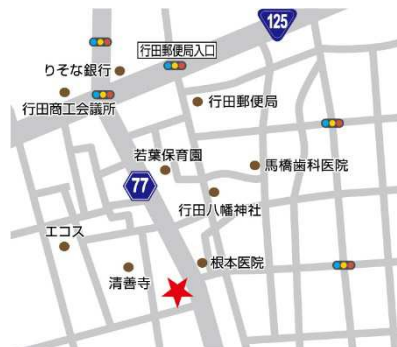 125
行田郵便局入口
りそな銀行
行田商工会議所
行田郵便局
若葉保育園
馬橋歯科医院
77
行田八幡神社
エコス
清善寺
根本医院